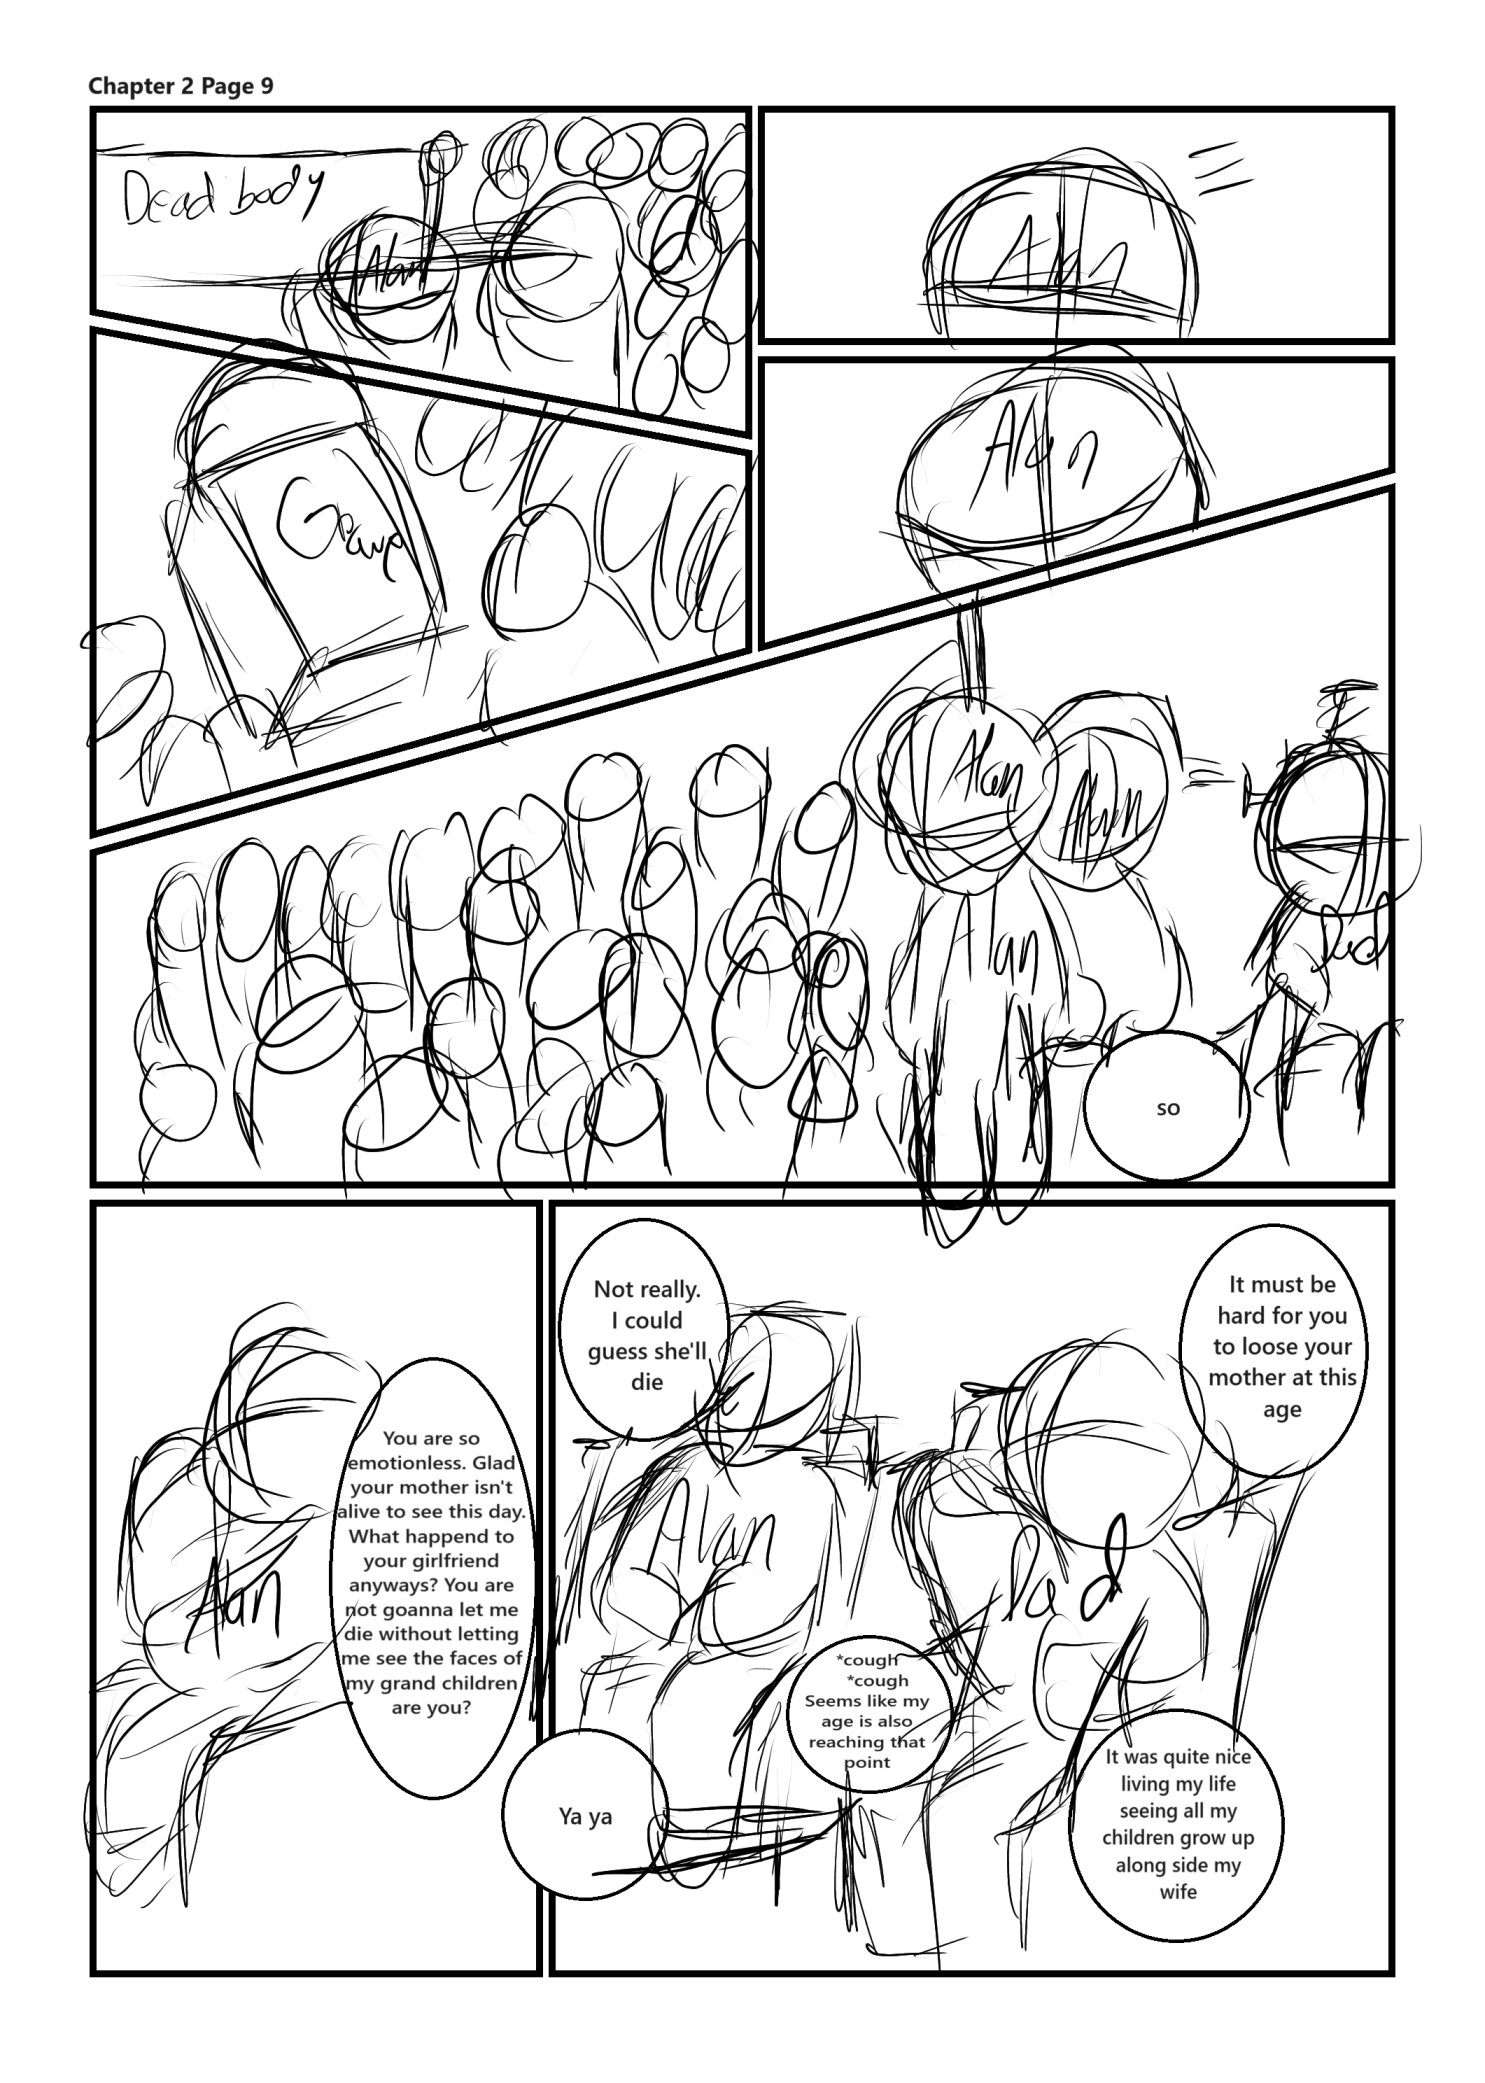 Chapter 2 Page 9
Dead body
Alan
Alan
Alan
Alan
Alan
Dad
so
It must be
hard for you
to loose your
mother at this
age
Not really.
I could
guess she'll
die
Alan
Dad
*cough
*cough
Seems like my
age is also
reaching that
point
It was quite nice
living my life
seeing all my
children grow up
along side my
wife
Ya ya
You are so
emotionless. Glad
your mother isn't
alive to see this day.
What happend to
your girlfriend
anyways? You are
not goanna let me
die without letting
me see the faces of
my grand children
are you?
Alan